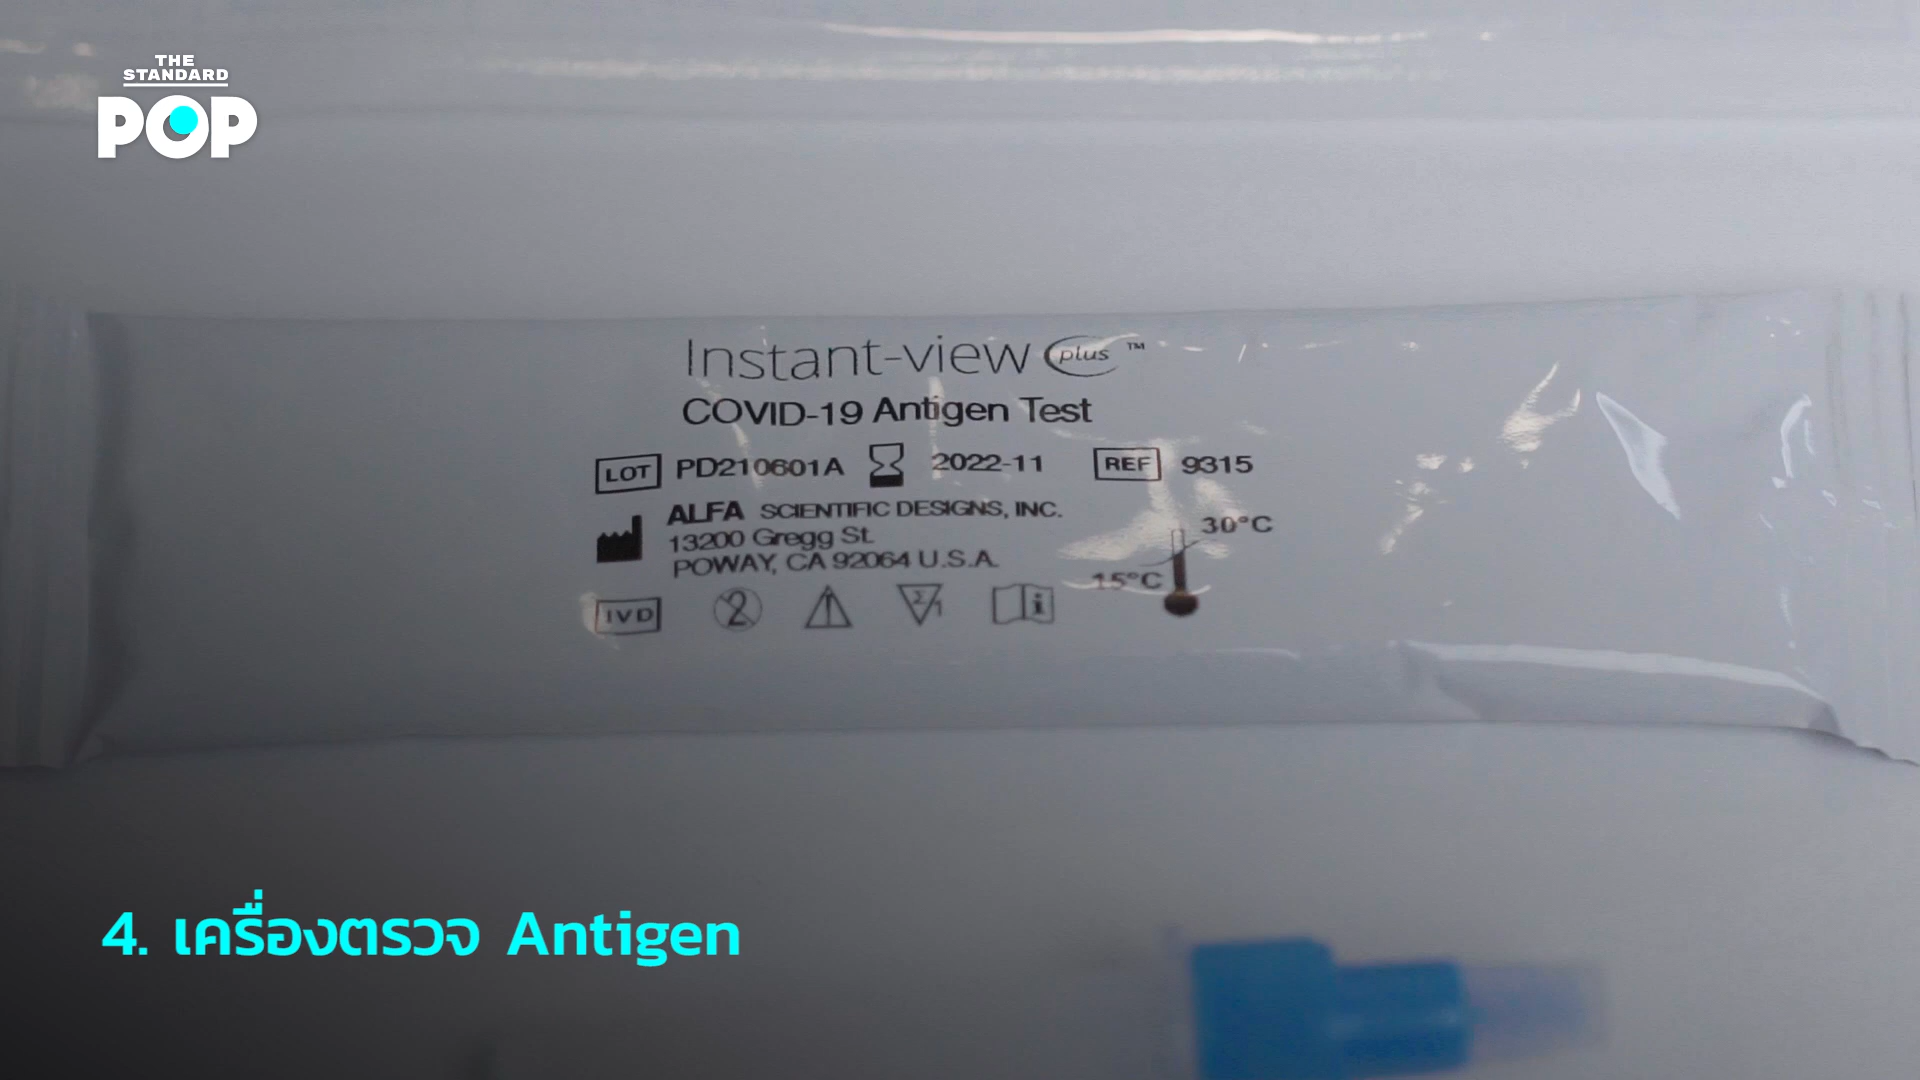 THE
STANDARD
POP
Instant-view plus ™
COVID-19 Antigen Test
LOT PD210601A 2022-11 REF 9315
ALFA SCIENTIFIC DESIGNS, INC.
13200 Gregg St.
POWAY, CA 92064 U.S.A.
30°C
15°C
IVD 2 Σ 1 i
4. เครื่องตรวจ Antigen